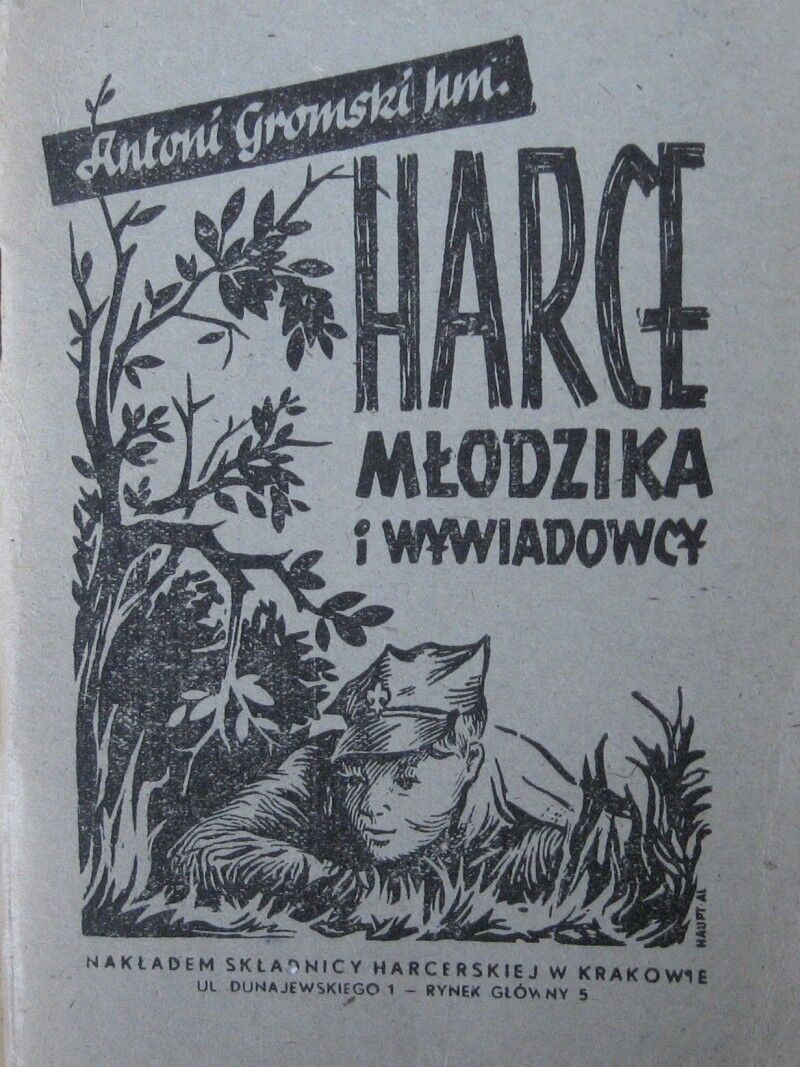 Antoni Gromski hm.
HARCE
MŁODZIKA
i WYWIADOWCY
HAUPT AL
NAKŁADEM SKŁADNICY HARCERSKIEJ W KRAKOWIE
UL DUNAJEWSKIEGO 1 — RYNEK GŁÓWNY 5